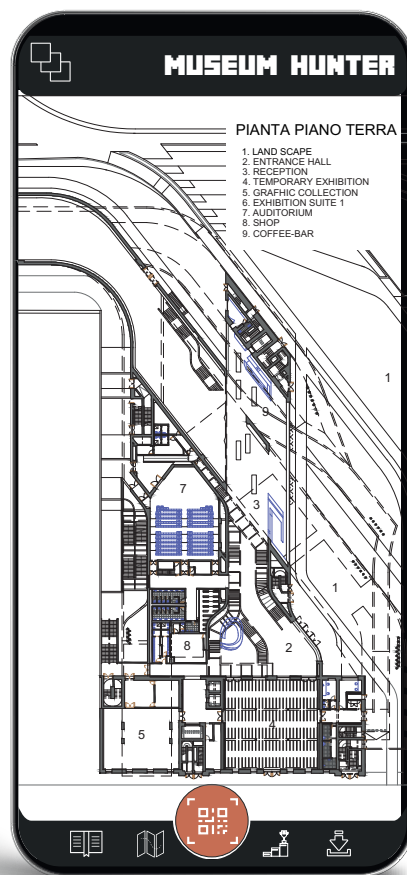 MUSEUM HUNTER
PIANTA PIANO TERRA
1. LAND SCAPE
2. ENTRANCE HALL
3. RECEPTION
4. TEMPORARY EXHIBITION
5. GRAFHIC COLLECTION
6. EXHIBITION SUITE 1
7. AUDITORIUM
8. SHOP
9. COFFEE-BAR
1
9
7
3
1
8
2
5
4